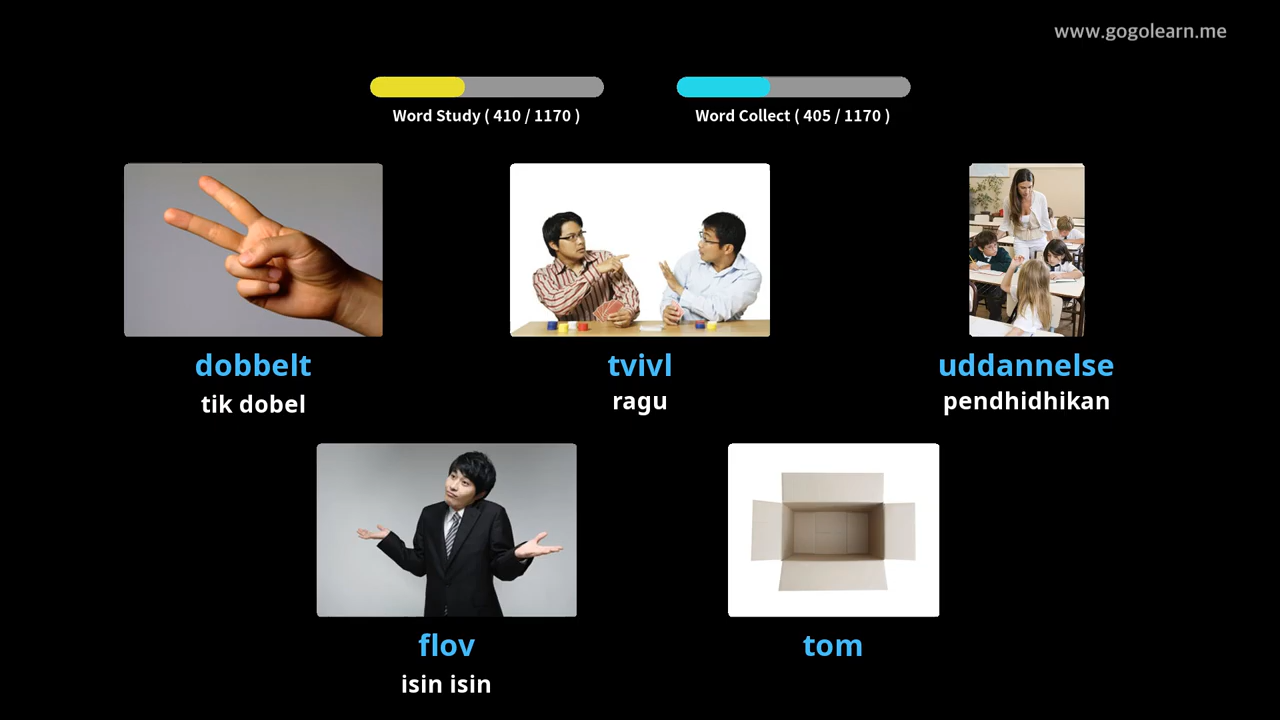 www.gogolearn.me
Word Study ( 410 / 1170 )
Word Collect ( 405 / 1170 )
dobbelt
tik dobel
tvivl
ragu
uddannelse
pendhidhikan
flov
isin isin
tom